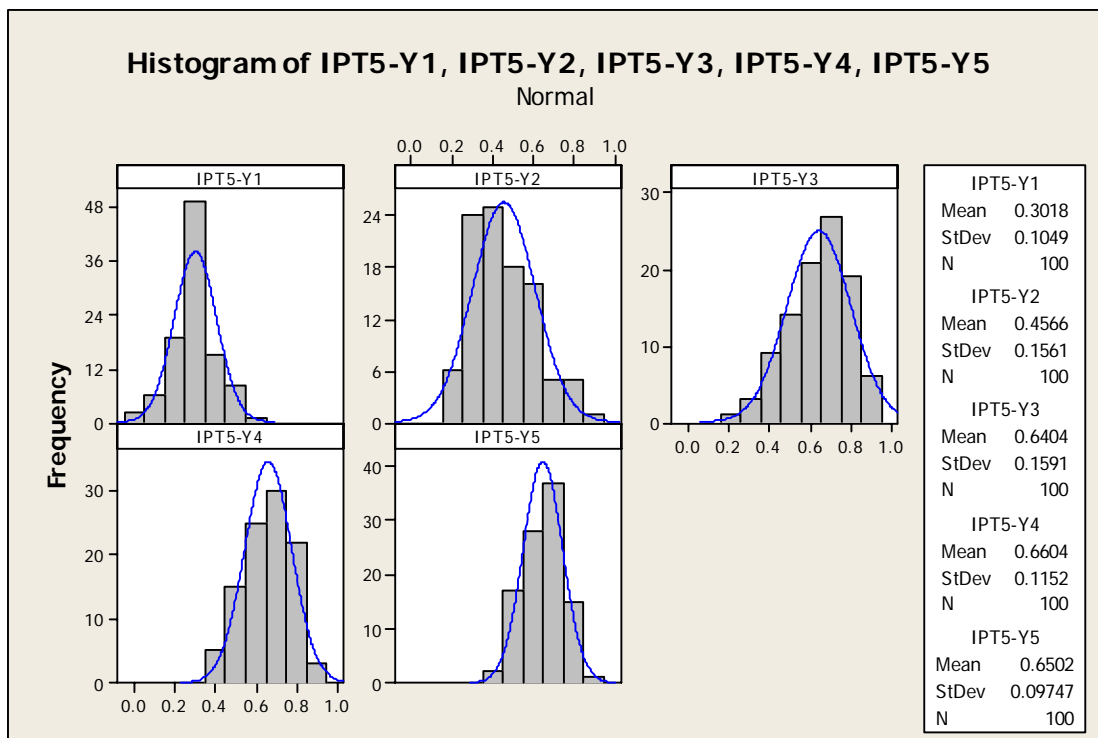 Histogram of IPT5-Y1, IPT5-Y2, IPT5-Y3, IPT5-Y4, IPT5-Y5
Normal
0.0 0.2 0.4 0.6 0.8 1.0
IPT5-Y1
IPT5-Y2
IPT5-Y3
48
36
24
12
0
24
18
12
6
0
30
20
10
0
0.0 0.2 0.4 0.6 0.8 1.0
IPT5-Y4
IPT5-Y5
30
20
10
0
40
30
20
10
0
0.0 0.2 0.4 0.6 0.8 1.0
Frequency
IPT5-Y1
Mean 0.3018
StDev 0.1049
N 100
IPT5-Y2
Mean 0.4566
StDev 0.1561
N 100
IPT5-Y3
Mean 0.6404
StDev 0.1591
N 100
IPT5-Y4
Mean 0.6604
StDev 0.1152
N 100
IPT5-Y5
Mean 0.6502
StDev 0.09747
N 100